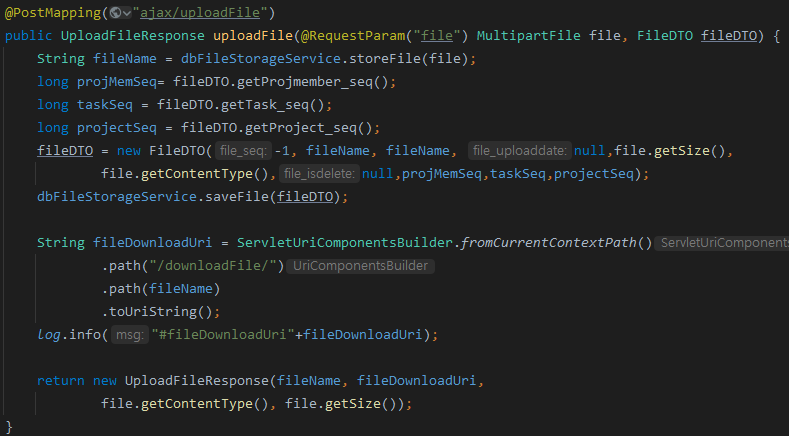 @PostMapping("ajax/uploadFile")
public UploadFileResponse uploadFile(@RequestParam("file") MultipartFile file, FileDTO fileDTO) {
String fileName = dbFileStorageService.storeFile(file);
long projMemSeq= fileDTO.getProjmember_seq();
long taskSeq = fileDTO.getTask_seq();
long projectSeq = fileDTO.getProject_seq();
fileDTO = new FileDTO( file_seq: -1, fileName, fileName, file_uploaddate: null,file.getSize(),
file.getContentType(), file_isdelete: null,projMemSeq,taskSeq,projectSeq);
dbFileStorageService.saveFile(fileDTO);
String fileDownloadUri = ServletUriComponentsBuilder.fromCurrentContextPath() ServletUriComponents
.path("/downloadFile/") UriComponentsBuilder
.path(fileName)
.toUriString();
log.info( msg: "#fileDownloadUri"+fileDownloadUri);
return new UploadFileResponse(fileName, fileDownloadUri,
file.getContentType(), file.getSize());
}